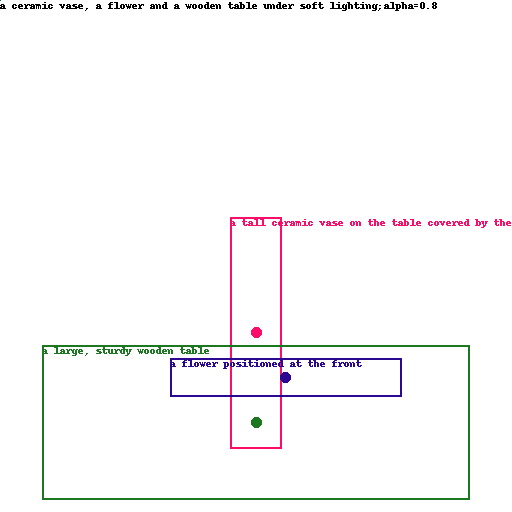 a ceramic vase, a flower and a wooden table under soft lighting;alpha=0.8
a tall ceramic vase on the table covered by the
a large, sturdy wooden table
a flower positioned at the front